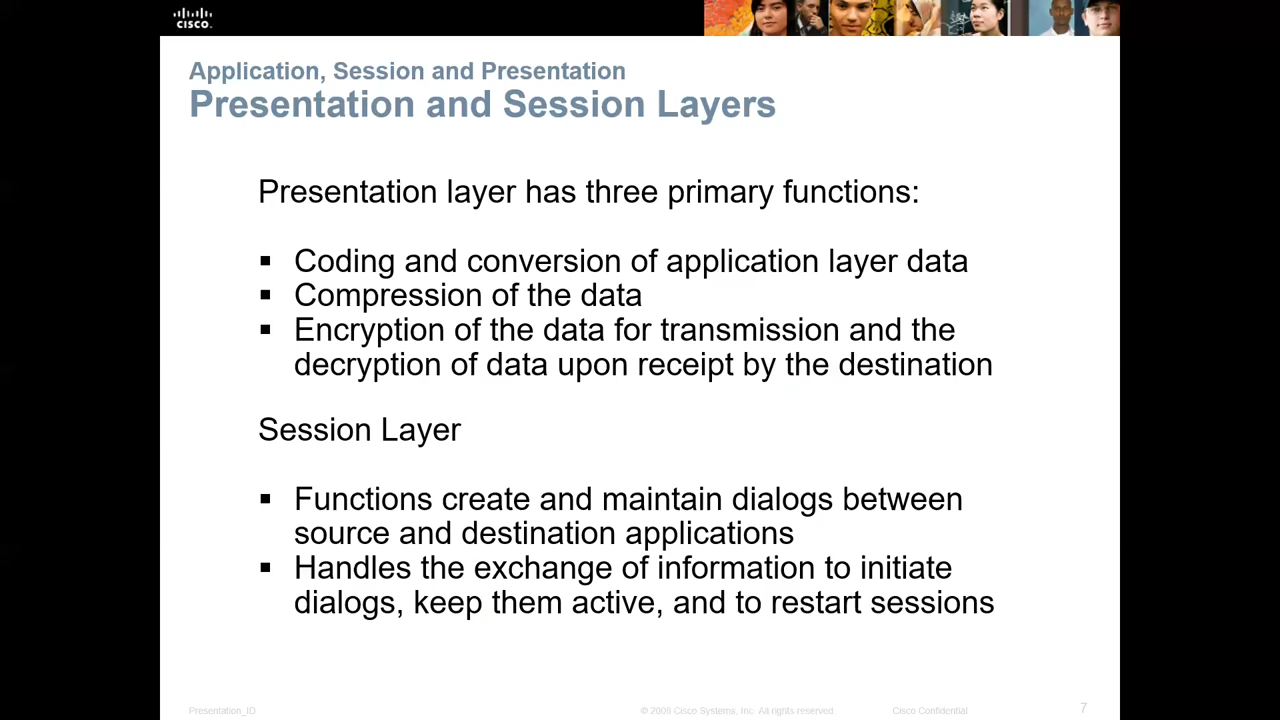 CISCO
Application, Session and Presentation
Presentation and Session Layers
Presentation layer has three primary functions:
▪ Coding and conversion of application layer data
▪ Compression of the data
▪ Encryption of the data for transmission and the
decryption of data upon receipt by the destination
Session Layer
▪ Functions create and maintain dialogs between
source and destination applications
▪ Handles the exchange of information to initiate
dialogs, keep them active, and to restart sessions
Presentation_ID
© 2008 Cisco Systems, Inc. All rights reserved
Cisco Confidential
7